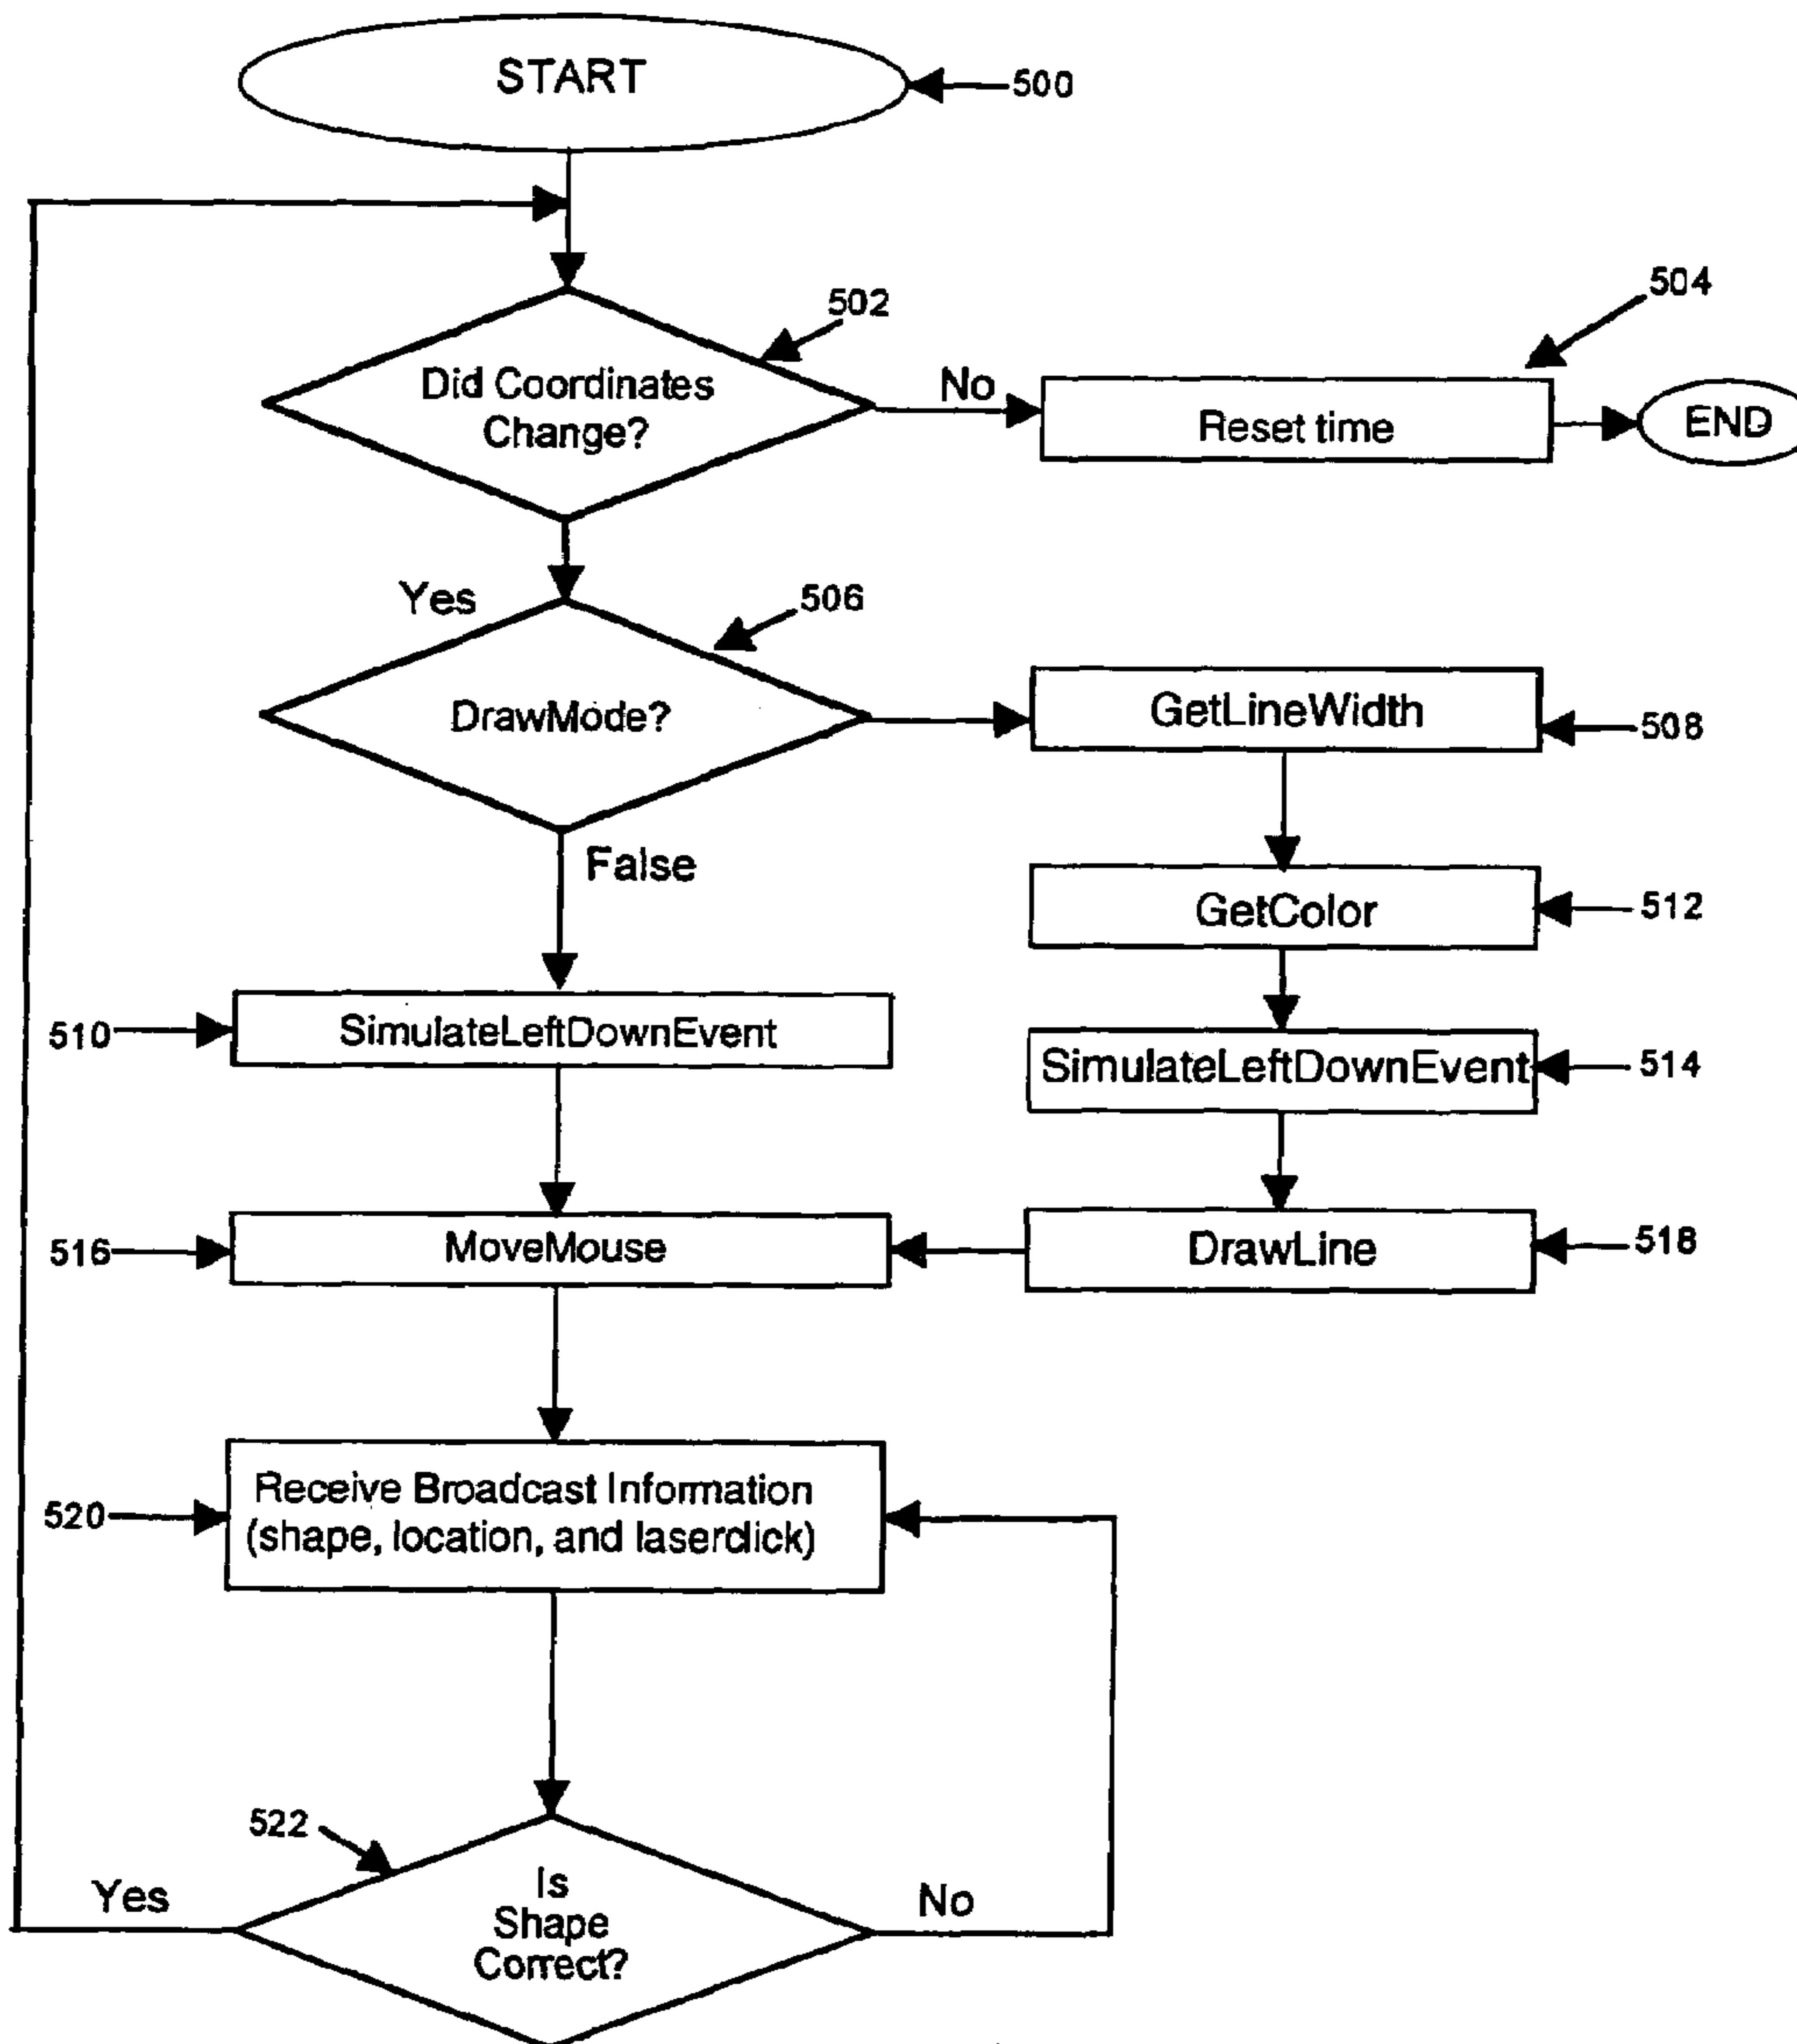 START
500
502
Did Coordinates
Change?
No
504
Reset time
END
Yes
506
DrawMode?
GetLineWidth
508
False
GetColor
512
510
SimulateLeftDownEvent
SimulateLeftDownEvent
514
516
MoveMouse
DrawLine
518
520
Receive Broadcast Information
(shape, location, and laserclick)
522
Yes
Is
Shape
Correct?
No